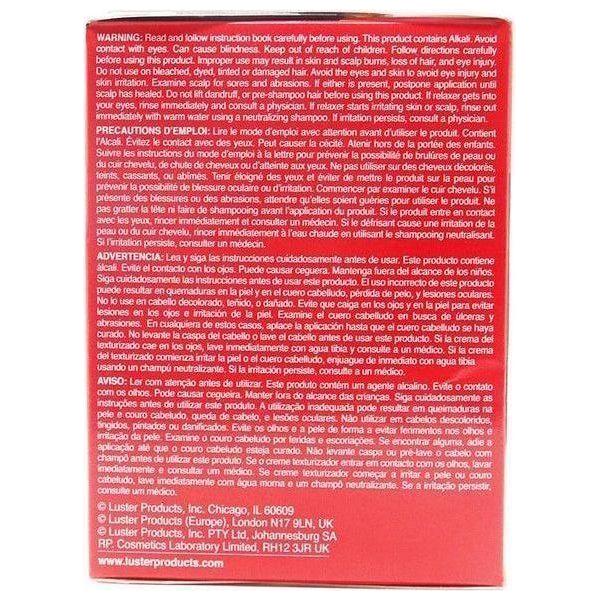 WARNING: Read and follow instruction book carefully before using. This product contains Alkali. Avoid
contact with eyes. Can cause blindness. Keep out of reach of children. Follow directions carefully
before using this product. Improper use may result in skin and scalp burns, loss of hair, and eye injury.
Do not use on bleached, dyed, tinted or damaged hair. Avoid the eyes and skin to avoid eye injury and
skin irritation. Examine scalp for sores and abrasions. If either is present, postpone application until
scalp has healed. Do not lift dandruff, or pre-shampoo hair before using this product. If relaxer gets into
your eyes, rinse immediately and consult a physician. If relaxer starts irritating skin or scalp, rinse out
immediately with warm water using a neutralizing shampoo. If irritation persists, consult a physician.
PRECAUTIONS D'EMPLOI: Lire le mode d'emploi avec attention avant d'utiliser le produit. Contient
l'Alcali. Évitez le contact avec des yeux. Peut causer la cécité. Atenir hors de la portée des enfants.
Suivre les instructions du mode d'emploi à la lettre pour prévenir la possibilité de brulûres de peau ou
du cuir chevelu, de chute de cheveux ou d'atteinte aux yeux. Ne pas utiliser sur des cheveux décolorés,
teints, cassants, ou abîmés. Tenir éloigné des yeux et éviter de mettre le produit sur la peau pour
prévenir la possibilité de blessure oculaire ou d'irritation. Commencer par examiner le cuir chevelu. S'il
présente des blessures ou des abrasions, attendre qu'elles soient guéries pour utiliser le produit. Ne
pas gratter la tête ni faire de shampooing avant l'application du produit. Si le produit entre en contact
avec les yeux, rincer immédiatement et consulter un médecin. Si le défrisant cause une irritation de la
peau ou du cuir chevelu, rincer immédiatement à l'eau chaude en utilisant le shampooing neutralisant.
Si l'irritation persiste, consulter un médecin.
ADVERTENCIA: Lea y siga las instrucciones cuidadosamente antes de usar. Este producto contiene
álcali. Evite el contacto con los ojos. Puede causar ceguera. Mantenga fuera del alcance de los niños.
Siga cuidadosamente las instrucciones antes de usar este producto. El uso incorrecto de este producto
puede resultar en quemaduras en la piel y en el cuero cabelludo, pérdida de pelo, y lesiones oculares.
No lo use en cabello decolorado, teñido, o dañado. Evite que caiga en los ojos y en la piel para evitar
lesiones en los ojos e irritación de la piel. Examine el cuero cabelludo en busca de úlceras y
abrasiones. En cualquiera de estos casos, aplace la aplicación hasta que el cuero cabelludo se haya
curado. No levante la caspa del cabello o lave el cabello antes de usar este producto. Si la crema del
texturizado cae en los ojos, lave inmediatamente con agua tibia y consulte a un médico. Si la crema
del texturizado comienza irritar la piel o el cuero cabelludo, enjuague de inmediato con agua tibia
usando un champú neutralizante. Si la irritación persiste, consulte a un médico.
AVISO: Ler com atenção antes de utilizar. Este produto contém um agente alcalino. Evite o contato
com os olhos. Pode causar cegueira. Manter fora do alcance das crianças. Siga cuidadosamente as
instruções antes de utilizar este produto. A utilização inadequada pode resultar em queimaduras na
pele e couro cabeludo, queda de cabelo, e lesões oculares. Não utilizar em cabelos descoloridos,
tingidos, pintados ou danificados. Evite os olhos e a pele de forma a evitar ferimentos nos olhos e
irritação da pele. Examine o couro cabeludo por feridas e escoriações. Se encontrar alguma, adie a
aplicação até que o couro cabeludo esteja curado. Não levante caspa ou pré-lave o cabelo com
champô antes de utilizar este produto. Se o creme texturizador entrar em contacto com os olhos, lavar
imediatamente e consultar um médico. Se creme texturizador começar a irritar a pele ou couro
cabeludo, lave imediatamente com água morna e um champô neutralizante. Se a irritação persistir,
consulte um médico.
© Luster Products, Inc. Chicago, IL 60609
© Luster Products (Europe), London N17 9LN, UK
© Luster Products, Inc. PTY Ltd, Johannesburg SA
RP. Cosmetics Laboratory Limited, RH12 3JR UK
www.lusterproducts.com